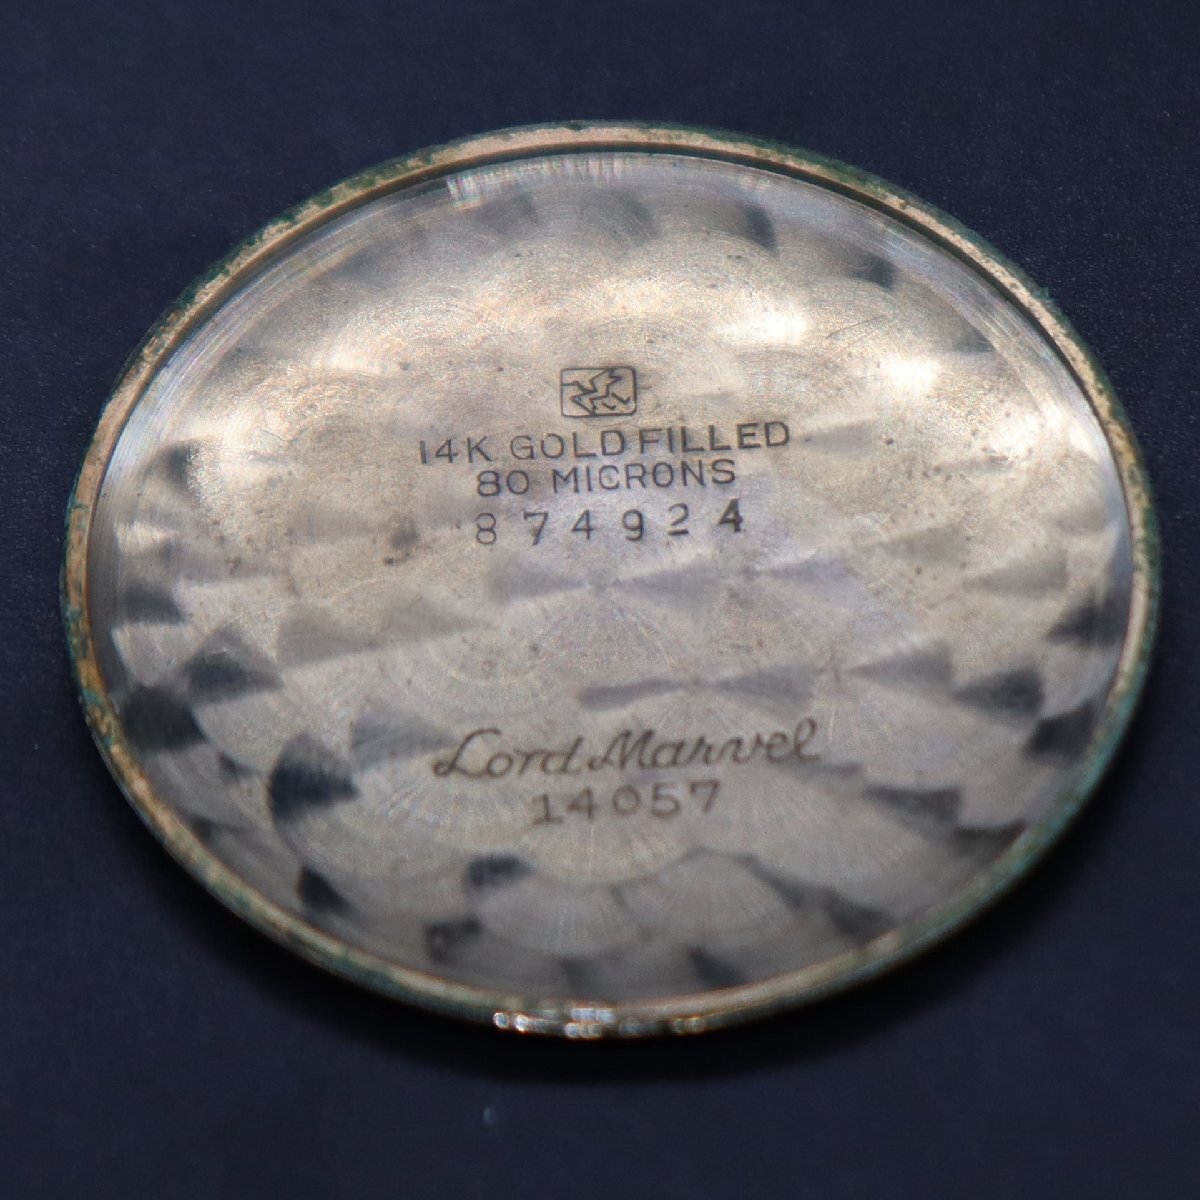 14K GOLD FILLED
80 MICRONS
874924
Lord Marvel
14057